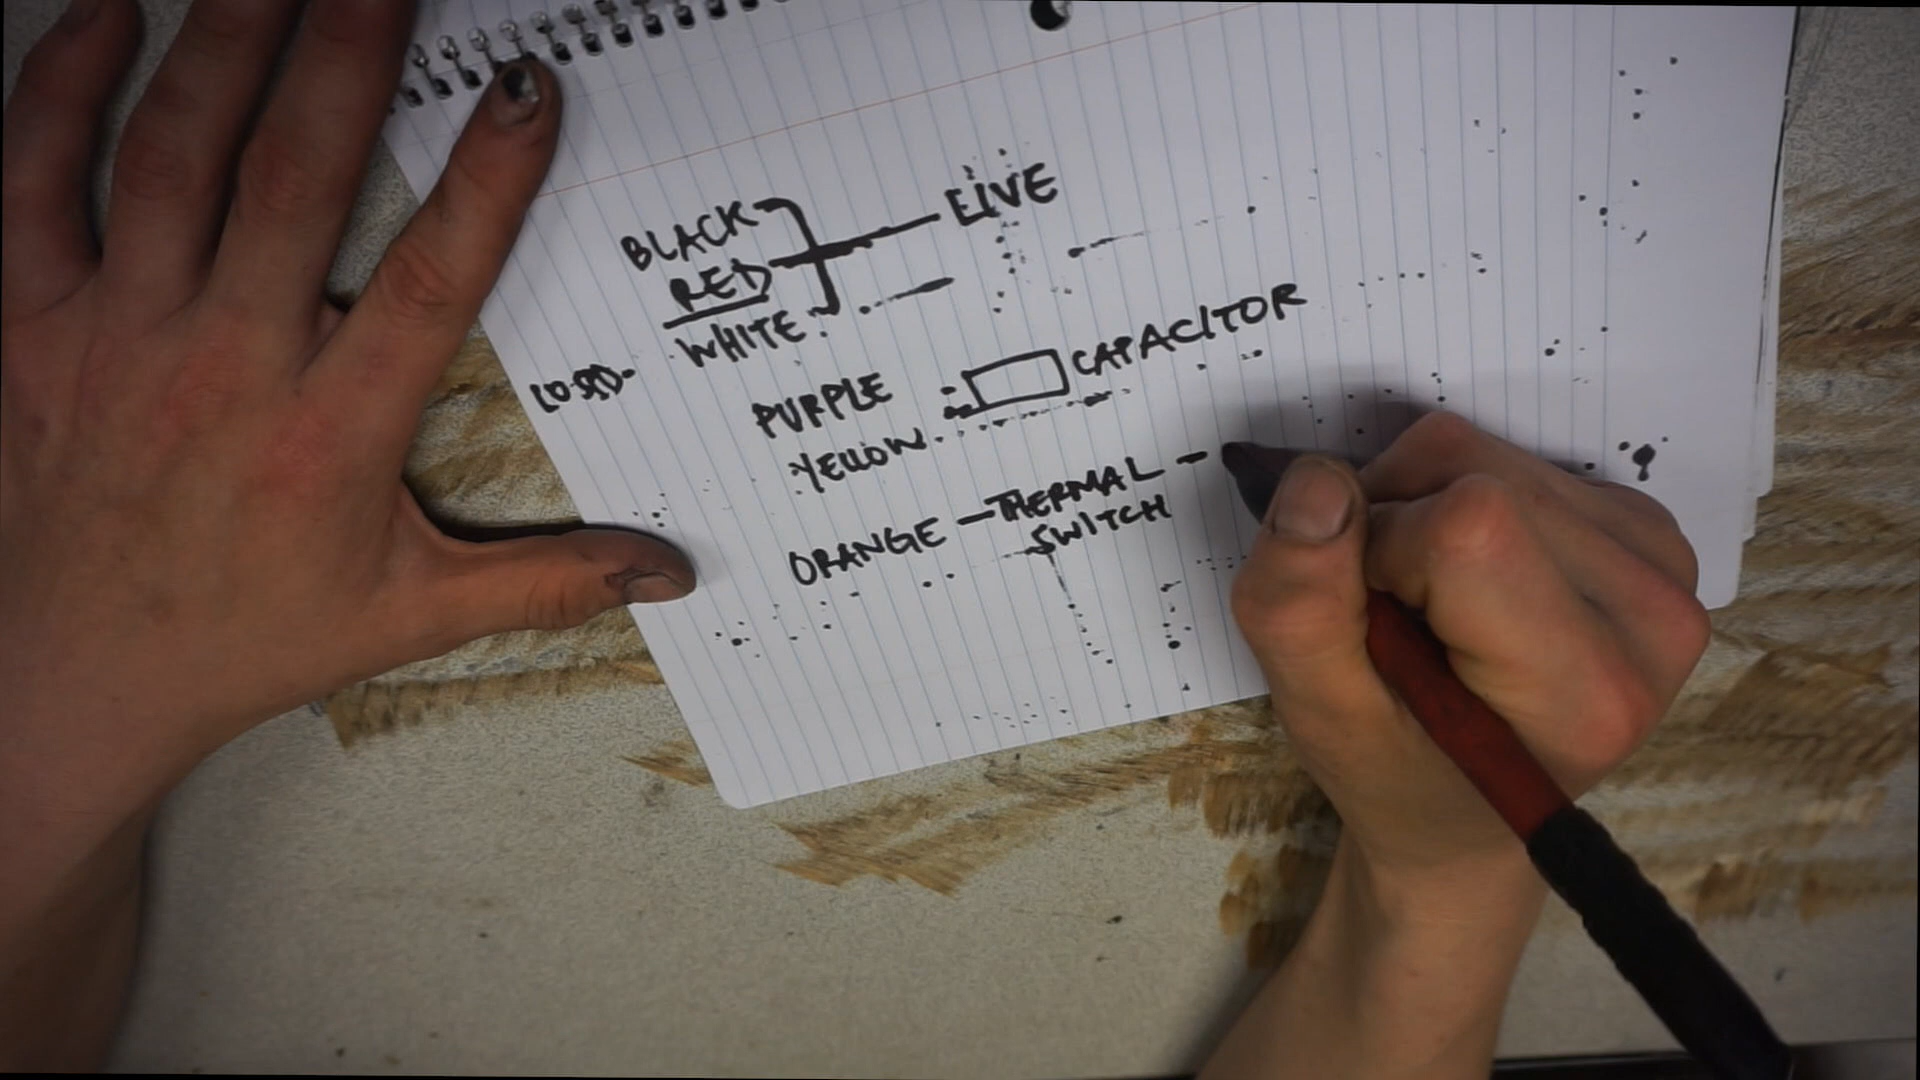 BLACK
RED
LIVE
WHITE
PURPLE
CAPACITOR
YELLOW
ORANGE - THERMAL -
SWITCH